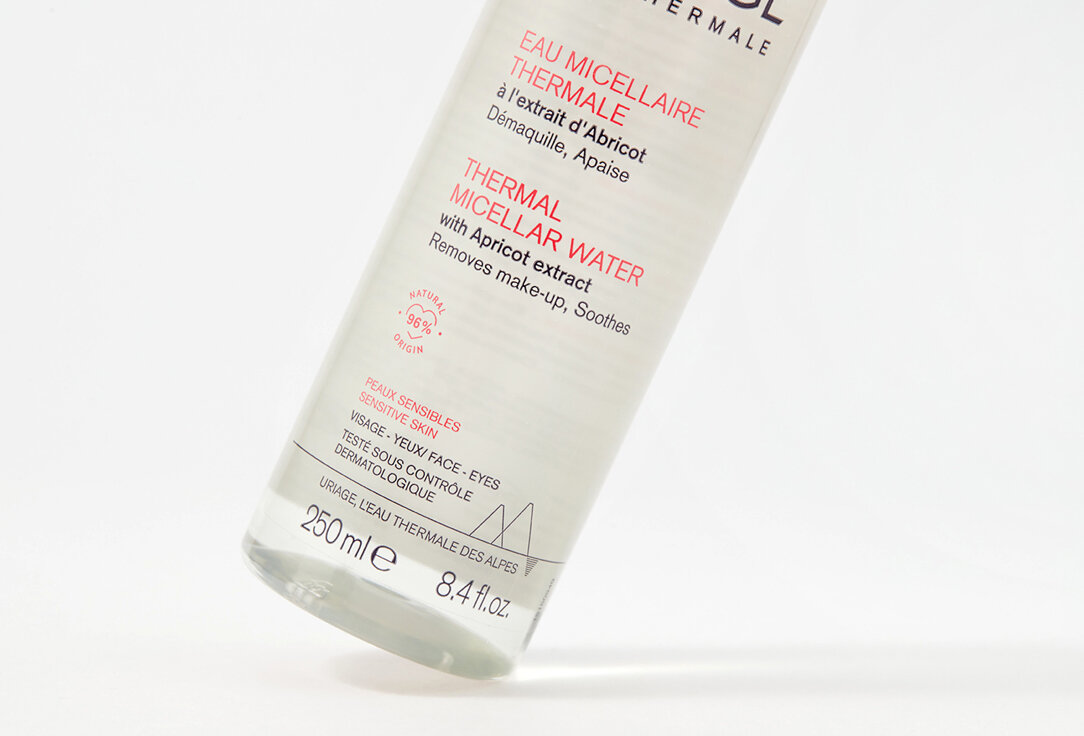 THERMALE
EAU MICELLAIRE
THERMALE
à l'extrait d'Abricot
Démaquille, Apaise
THERMAL
MICELLAR WATER
with Apricot extract
Removes make-up, Soothes
NATURAL
96%
ORIGIN
PEAUX SENSIBLES
SENSITIVE SKIN
VISAGE - YEUX/ FACE - EYES
TESTÉ SOUS CONTRÔLE
DERMATOLOGIQUE
URIAGE, L'EAU THERMALE DES ALPES
250 ml ℮
8.4 fl.oz.